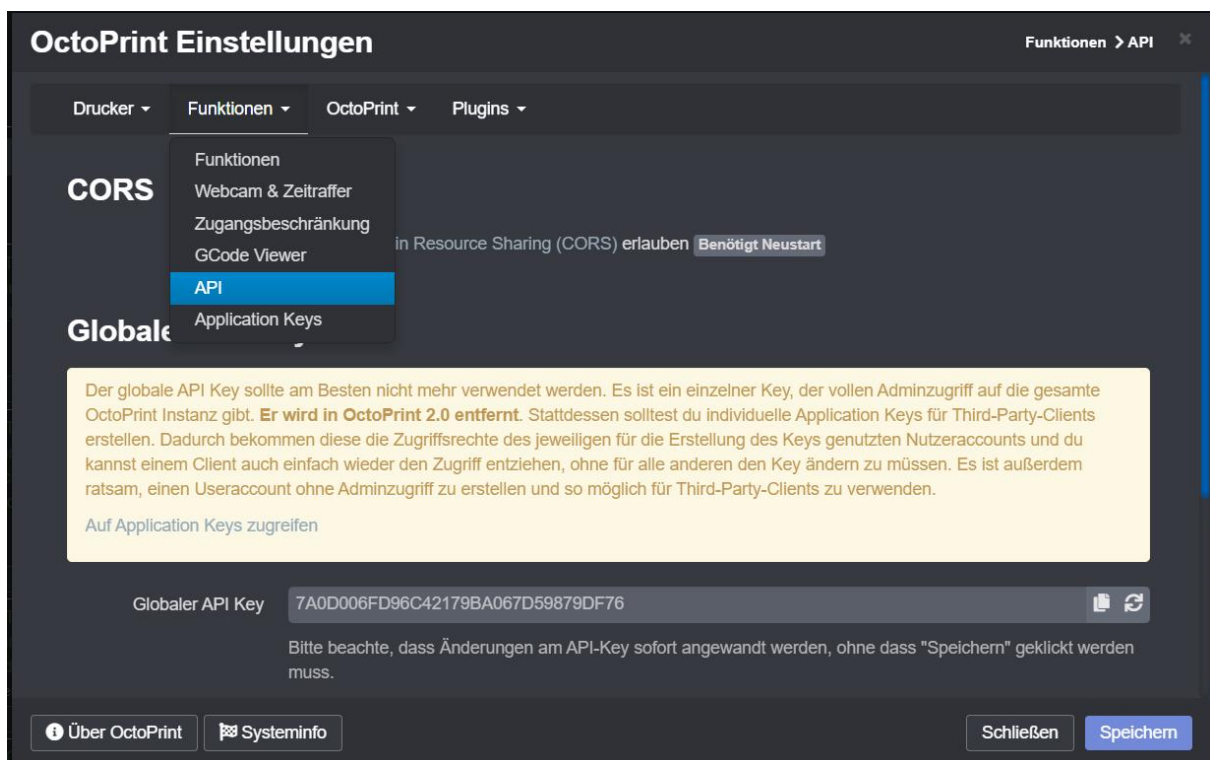 OctoPrint Einstellungen
Funktionen > API ×
Drucker Funktionen OctoPrint Plugins
Funktionen
Webcam & Zeitraffer
Zugangsbeschränkung
GCode Viewer
API
Application Keys
CORS
in Resource Sharing (CORS) erlauben Benötigt Neustart
Globale
Der globale API Key sollte am Besten nicht mehr verwendet werden. Es ist ein einzelner Key, der vollen Adminzugriff auf die gesamte
OctoPrint Instanz gibt. Er wird in OctoPrint 2.0 entfernt. Stattdessen solltest du individuelle Application Keys für Third-Party-Clients
erstellen. Dadurch bekommen diese die Zugriffsrechte des jeweiligen für die Erstellung des Keys genutzten Nutzeraccounts und du
kannst einem Client auch einfach wieder den Zugriff entziehen, ohne für alle anderen den Key ändern zu müssen. Es ist außerdem
ratsam, einen Useraccount ohne Adminzugriff zu erstellen und so möglich für Third-Party-Clients zu verwenden.
Auf Application Keys zugreifen
Globaler API Key 7A0D006FD96C42179BA067D59879DF76
Bitte beachte, dass Änderungen am API-Key sofort angewandt werden, ohne dass "Speichern" geklickt werden
muss.
Über OctoPrint Systeminfo Schließen Speichern